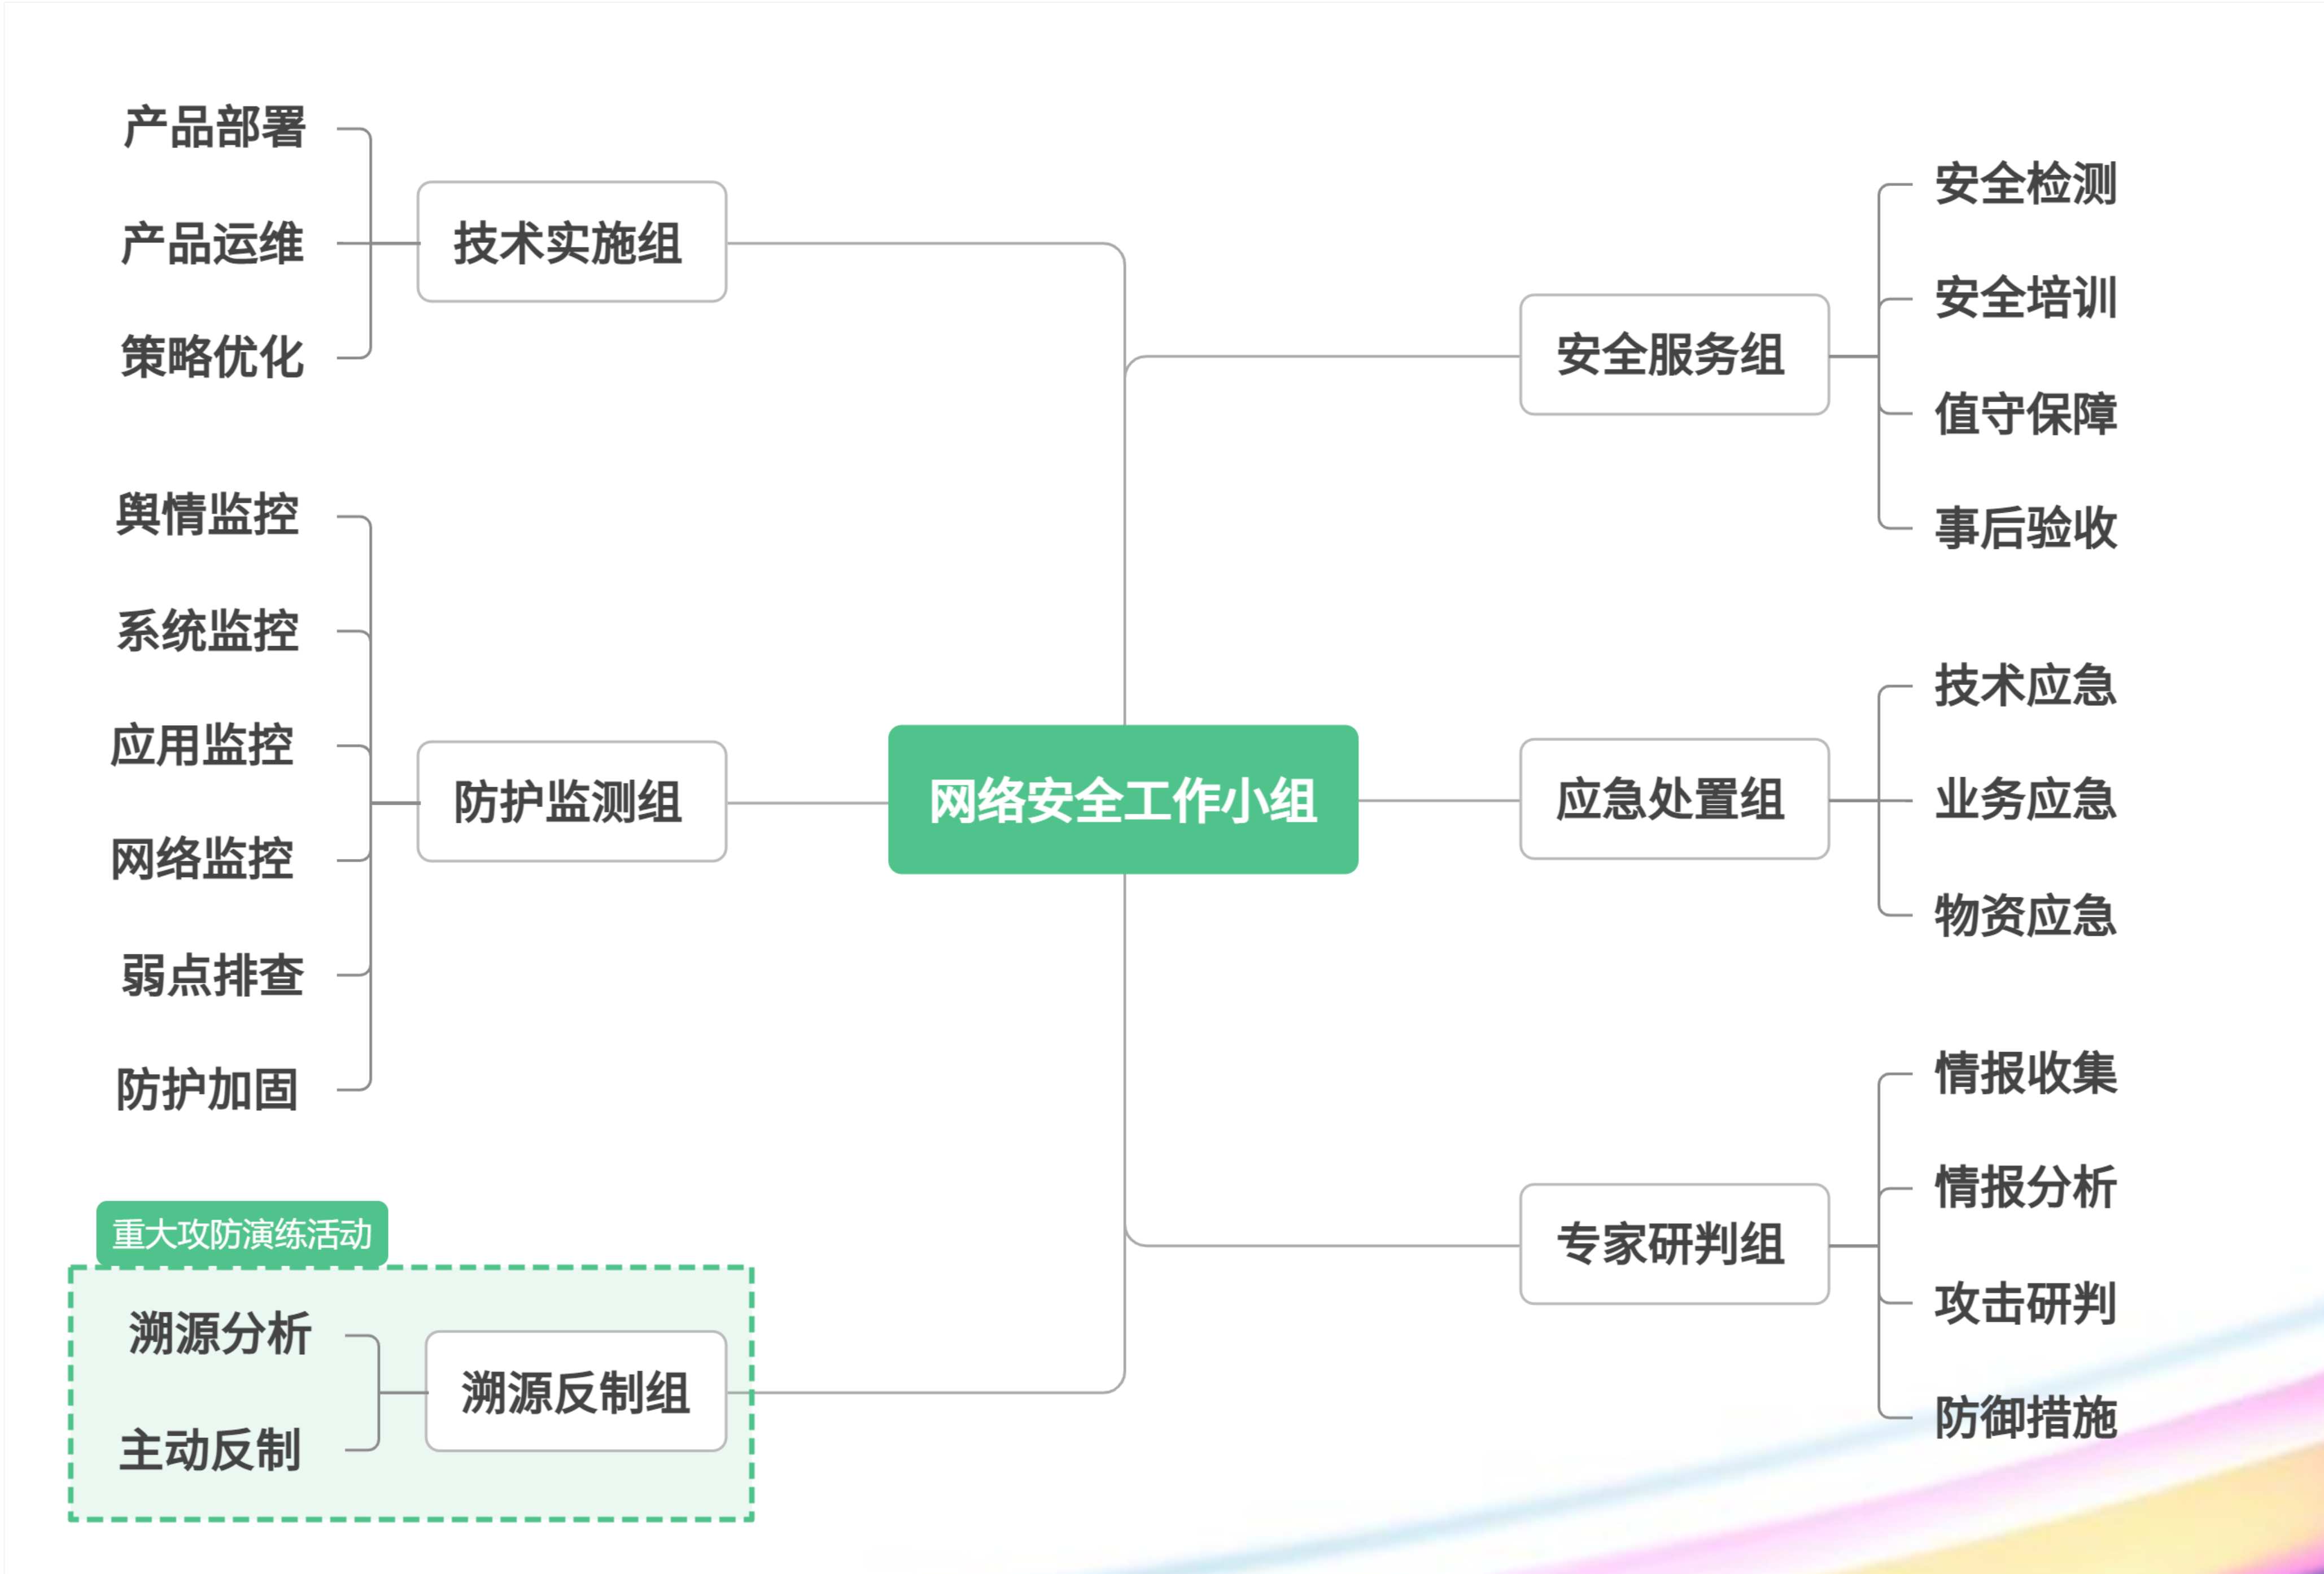 网络安全工作小组
技术实施组
产品部署
产品运维
策略优化
防护监测组
舆情监控
系统监控
应用监控
网络监控
弱点排查
防护加固
重大攻防演练活动
溯源反制组
溯源分析
主动反制
安全服务组
安全检测
安全培训
值守保障
事后验收
应急处置组
技术应急
业务应急
物资应急
专家研判组
情报收集
情报分析
攻击研判
防御措施